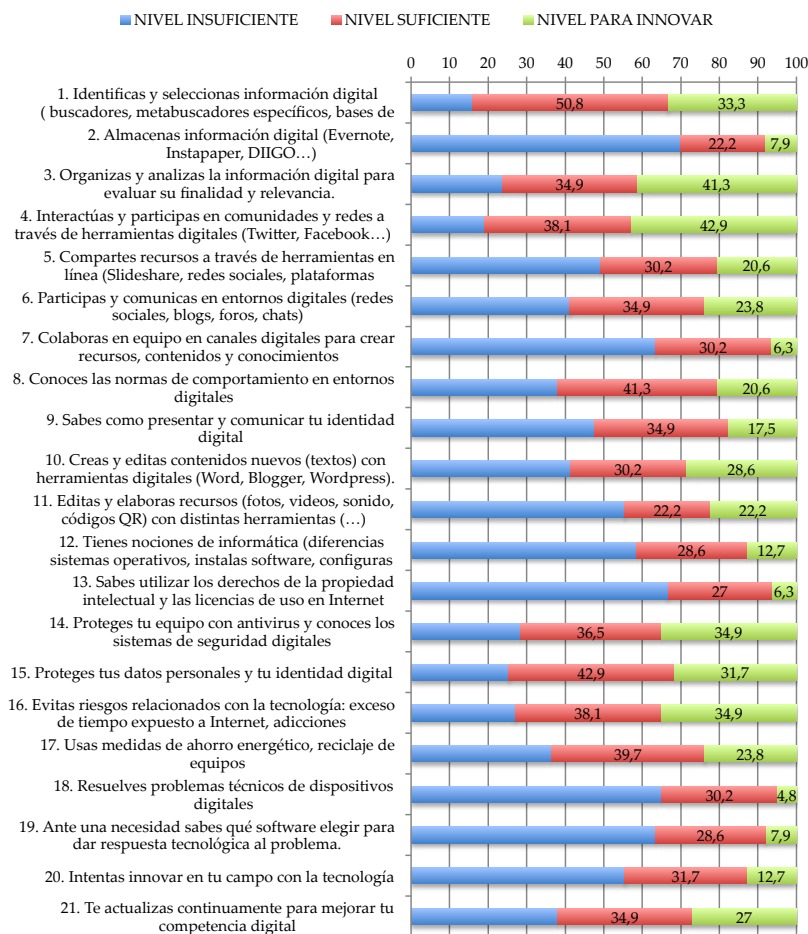 NIVEL INSUFICIENTE NIVEL SUFICIENTE NIVEL PARA INNOVAR
0 10 20 30 40 50 60 70 80 90 100
1. Identificas y seleccionas información digital
( buscadores, metabuscadores específicos, bases de
50,8 33,3
2. Almacenas información digital (Evernote,
Instapaper, DIIGO…)
22,2 7,9
3. Organizas y analizas la información digital para
evaluar su finalidad y relevancia.
34,9 41,3
4. Interactúas y participas en comunidades y redes a
través de herramientas digitales (Twitter, Facebook…)
38,1 42,9
5. Compartes recursos a través de herramientas en
línea (Slideshare, redes sociales, plataformas
30,2 20,6
6. Participas y comunicas en entornos digitales (redes
sociales, blogs, foros, chats)
34,9 23,8
7. Colaboras en equipo en canales digitales para crear
recursos, contenidos y conocimientos
30,2 6,3
8. Conoces las normas de comportamiento en entornos
digitales
41,3 20,6
9. Sabes como presentar y comunicar tu identidad
digital
34,9 17,5
10. Creas y editas contenidos nuevos (textos) con
herramientas digitales (Word, Blogger, Wordpress).
30,2 28,6
11. Editas y elaboras recursos (fotos, videos, sonido,
códigos QR) con distintas herramientas (…)
22,2 22,2
12. Tienes nociones de informática (diferencias
sistemas operativos, instalas software, configuras
28,6 12,7
13. Sabes utilizar los derechos de la propiedad
intelectual y las licencias de uso en Internet
27 6,3
14. Proteges tu equipo con antivirus y conoces los
sistemas de seguridad digitales
36,5 34,9
15. Proteges tus datos personales y tu identidad digital
42,9 31,7
16. Evitas riesgos relacionados con la tecnología: exceso
de tiempo expuesto a Internet, adicciones
38,1 34,9
17. Usas medidas de ahorro energético, reciclaje de
equipos
39,7 23,8
18. Resuelves problemas técnicos de dispositivos
digitales
30,2 4,8
19. Ante una necesidad sabes qué software elegir para
dar respuesta tecnológica al problema.
28,6 7,9
20. Intentas innovar en tu campo con la tecnología
31,7 12,7
21. Te actualizas continuamente para mejorar tu
competencia digital
34,9 27